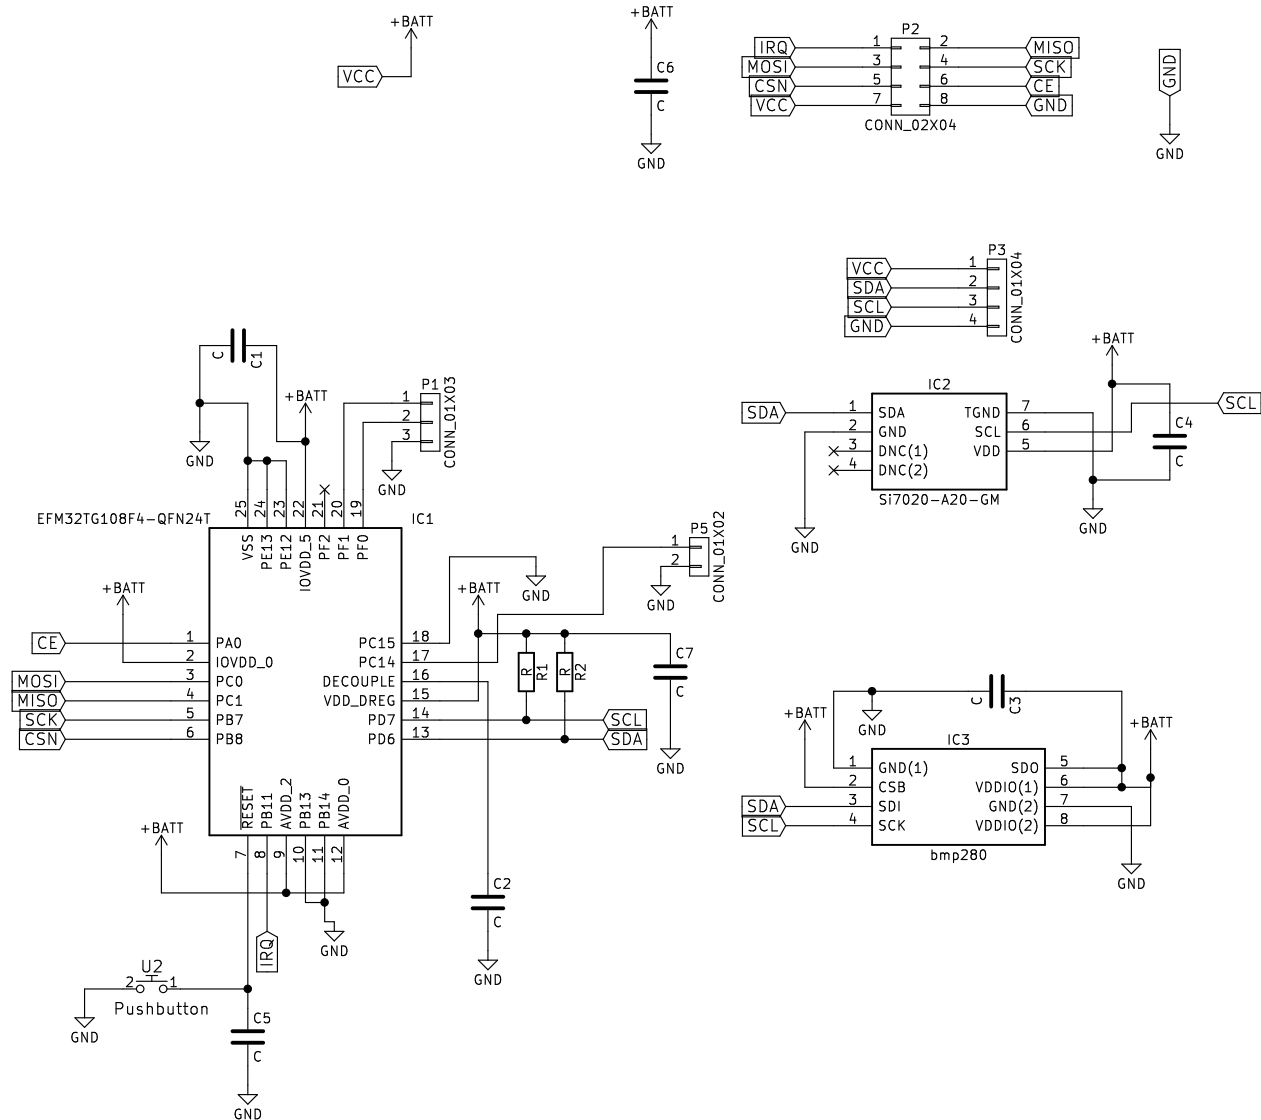 +BATT
VCC
+BATT
C6
C
GND
P2
IRQ 1 2 MISO
MOSI 3 4 SCK
CSN 5 6 CE
VCC 7 8 GND
CONN_02X04
GND
GND
P3
VCC 1
SDA 2
SCL 3
GND 4
CONN_01X04
C
C1
+BATT
GND
P1
1
2
3
CONN_01X03
GND
+BATT
IC2
SDA 1 SDA TGND 7 SCL
2 GND SCL 6
3 DNC(1) VDD 5
4 DNC(2)
Si7020-A20-GM
C4
C
GND
GND
EFM32TG108F4-QFN24T
IC1
25 24 23 22 21 20 19
VSS PE13 PE12 IOVDD_5 PF2 PF1 PF0
P5
1
2
CONN_01X02
GND
GND
+BATT
+BATT
CE 1 PA0 PC15 18
2 IOVDD_0 PC14 17
MOSI 3 PC0 DECOUPLE 16
MISO 4 PC1 VDD_DREG 15
SCK 5 PB7 PD7 14 SCL
CSN 6 PB8 PD6 13 SDA
R R1
R R2
C7
C
GND
RESET PB11 AVDD_2 PB13 PB14 AVDD_0
7 8 9 10 11 12
+BATT
IRQ
GND
C2
C
GND
U2
2 1
Pushbutton
GND
C5
C
GND
C
C3
+BATT
GND
+BATT
IC3
1 GND(1) SDO 5
2 CSB VDDIO(1) 6
SDA 3 SDI GND(2) 7
SCL 4 SCK VDDIO(2) 8
bmp280
GND